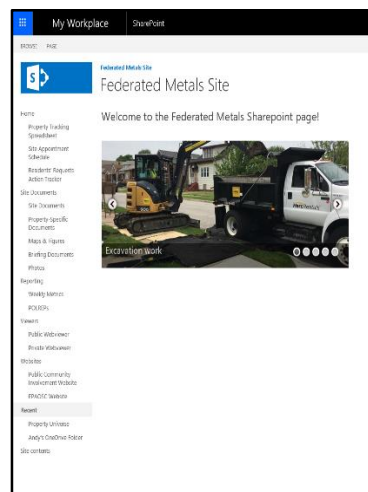 My Workplace
SharePoint
BROWSE
PAGE
S
Federated Metals Site
Federated Metals Site
Home
Property Tracking
Spreadsheet
Site Appointment
Schedule
Residents' Requests
Action Tracker
Site Documents
Site Documents
Property-Specific
Documents
Maps & Figures
Briefing Documents
Photos
Reporting
Weekly Metrics
POLREPs
Viewers
Public Webviewer
Private Webviewer
Websites
Public Community
Involvement Website
EPAOSC Website
Recent
Property Universe
Andy's OneDrive Folder
Site contents
Welcome to the Federated Metals Sharepoint page!
Excavation work